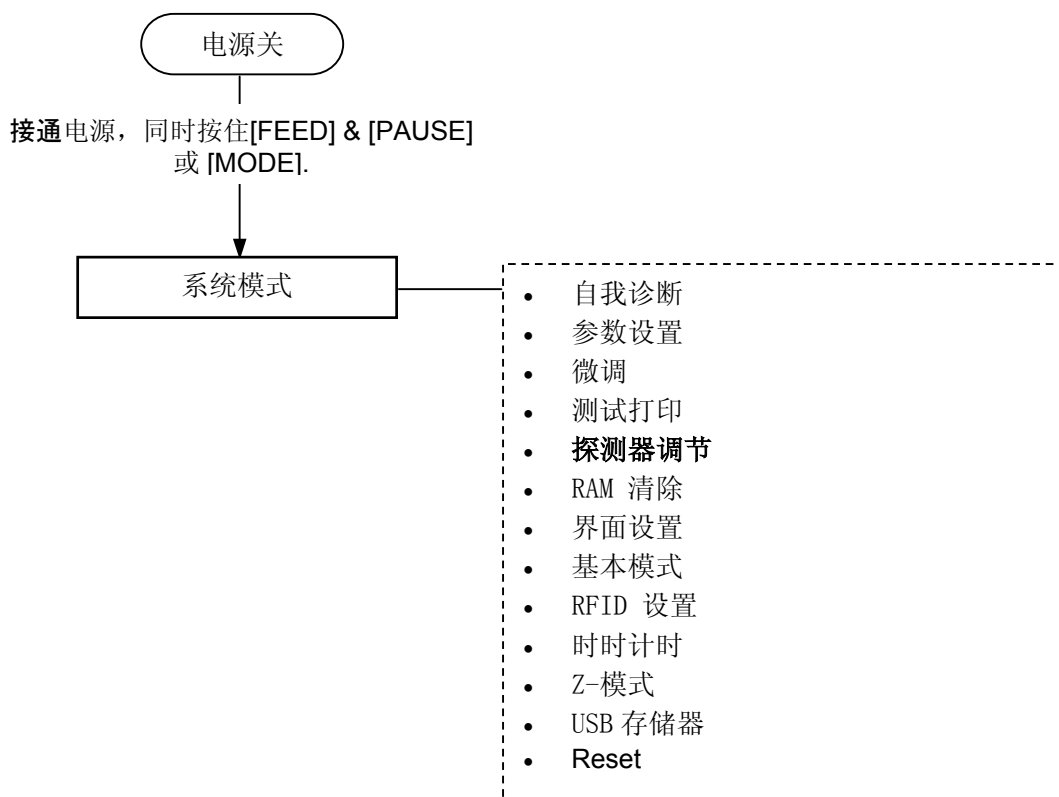 电源关
接通电源，同时按住[FEED] & [PAUSE]
或 [MODE].
系统模式
• 自我诊断
• 参数设置
• 微调
• 测试打印
• 探测器调节
• RAM 清除
• 界面设置
• 基本模式
• RFID 设置
• 时时计时
• Z-模式
• USB 存储器
• Reset